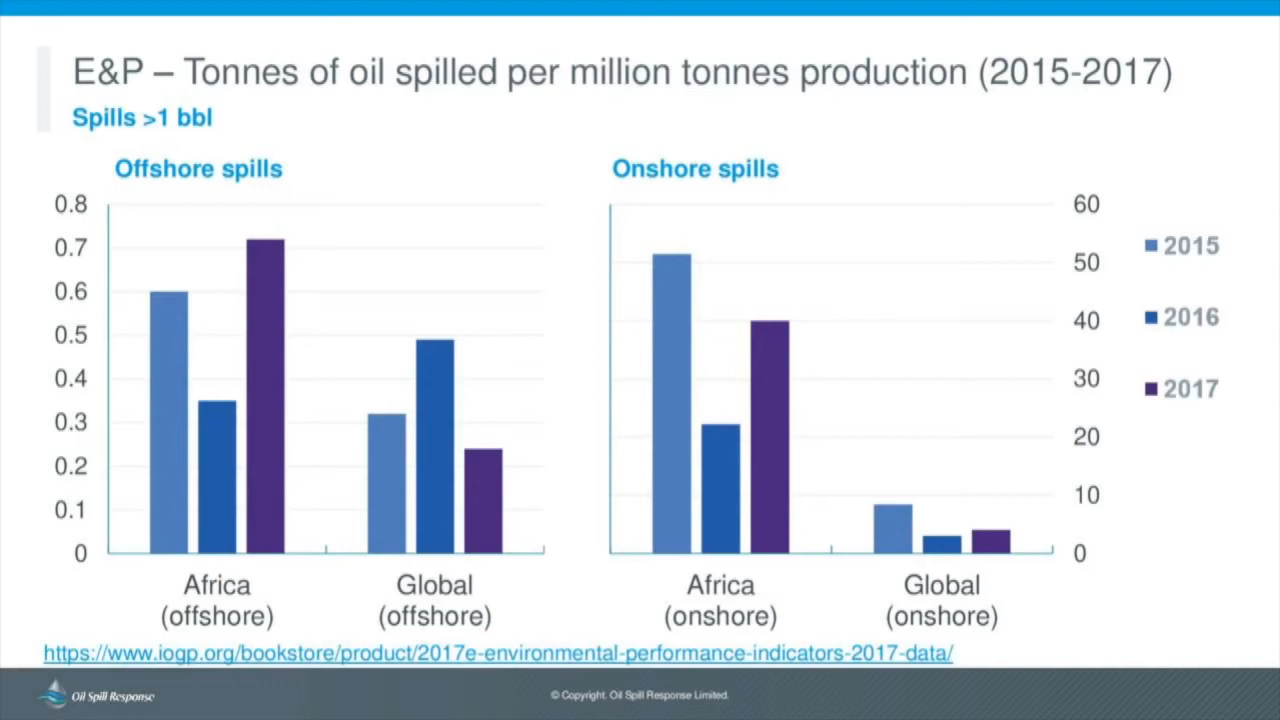 E&P – Tonnes of oil spilled per million tonnes production (2015-2017)
Spills >1 bbl
Offshore spills
0.8
0.7
0.6
0.5
0.4
0.3
0.2
0.1
0
Africa
(offshore)
Global
(offshore)
Onshore spills
60
50
40
30
20
10
0
Africa
(onshore)
Global
(onshore)
2015
2016
2017
https://www.iogp.org/bookstore/product/2017e-environmental-performance-indicators-2017-data/
Oil Spill Response
© Copyright. Oil Spill Response Limited.